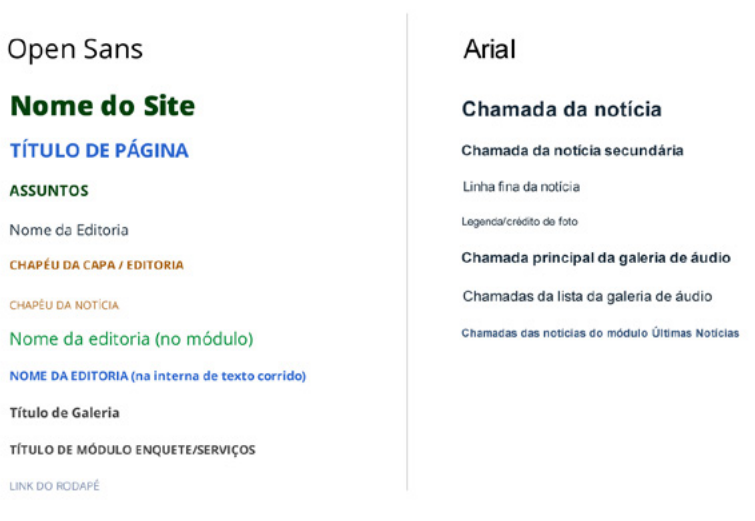 Open Sans
Nome do Site
TÍTULO DE PÁGINA
ASSUNTOS
Nome da Editoria
CHAPÉU DA CAPA / EDITORIA
CHAPÉU DA NOTÍCIA
Nome da editoria (no módulo)
NOME DA EDITORIA (na interna de texto corrido)
Título de Galeria
TÍTULO DE MÓDULO ENQUETE/SERVIÇOS
LINK DO RODAPÉ
Arial
Chamada da notícia
Chamada da notícia secundária
Linha fina da notícia
Legenda/crédito de foto
Chamada principal da galeria de áudio
Chamadas da lista da galeria de áudio
Chamadas das notícias do módulo Últimas Notícias